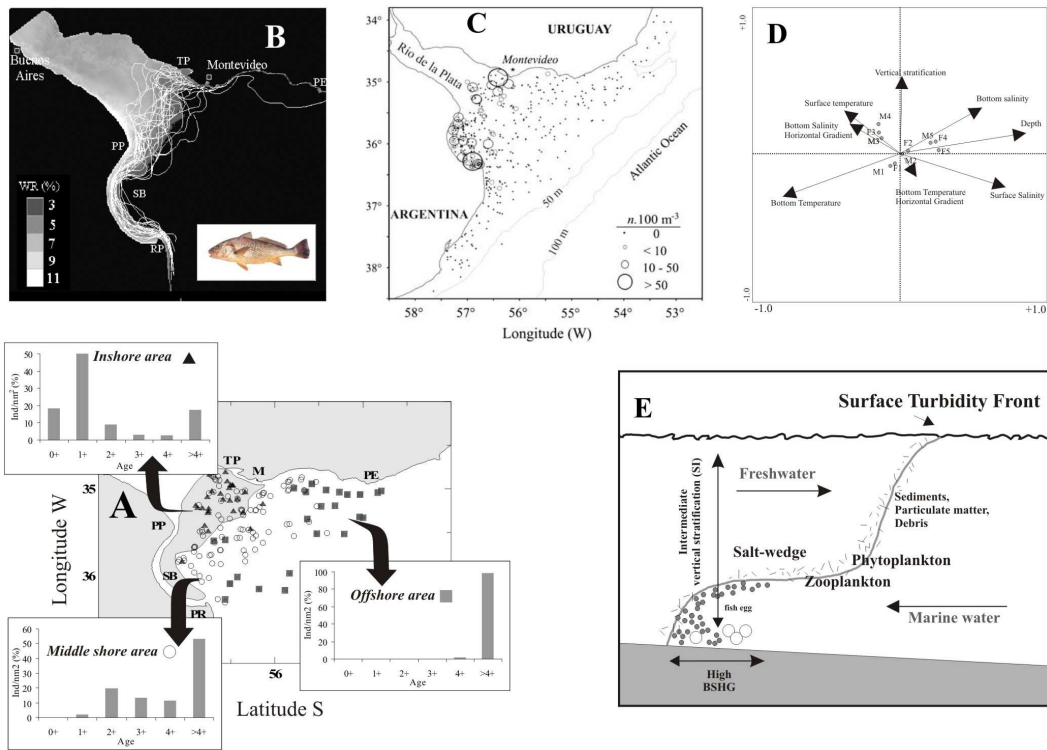 B
Buenos
Aires
TP
Montevideo
PE
PP
SB
RP
WR (%)
3
5
7
9
11
C
URUGUAY
Montevideo
Rio de la Plata
ARGENTINA
Atlantic Ocean
50 m
100 m
n.100 m-3
0
< 10
10 - 50
> 50
34°
35°
36°
37°
38°
58° 57° 56° 55° 54° 53°
Longitude (W)
D
+1.0
Vertical stratification
Surface temperature
Bottom salinity
Bottom Salinity
Horizontal Gradient
Depth
M4
F3
M3
M5
F4
F2
F5
M2
M1
F1
Bottom Temperature
Bottom Temperature
Horizontal Gradient
Surface Salinity
-1.0
-1.0 +1.0
Inshore area
Ind/nm2 (%)
50
40
30
20
10
0
0+ 1+ 2+ 3+ 4+ >4+
Age
A
TP
M
PE
PP
SB
PR
35
36
Longitude W
56
Latitude S
Offshore area
Ind/nm2 (%)
100
80
60
40
20
0
0+ 1+ 2+ 3+ 4+ >4+
Age
Middle shore area
Ind/nm2 (%)
60
50
40
30
20
10
0
0+ 1+ 2+ 3+ 4+ >4+
Age
E
Surface Turbidity Front
Freshwater
Intermediate
vertical stratification (SI)
Sediments,
Particulate matter,
Debris
Salt-wedge
Phytoplankton
Zooplankton
fish egg
Marine water
High
BSHG